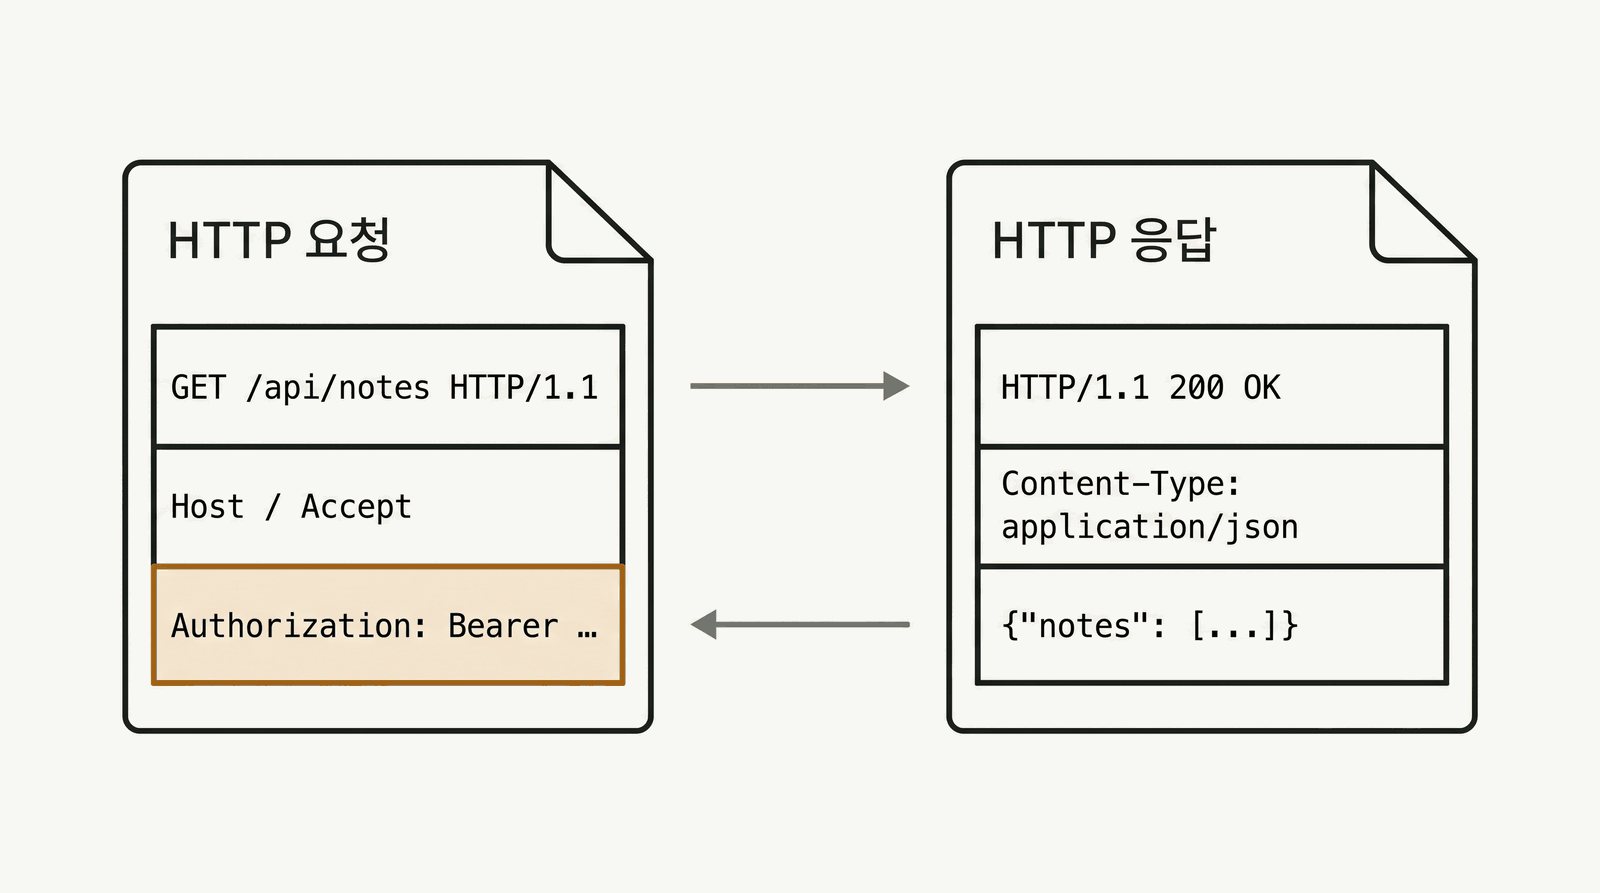 HTTP 요청
GET /api/notes HTTP/1.1
Host / Accept
Authorization: Bearer …
HTTP 응답
HTTP/1.1 200 OK
Content-Type:
application/json
{"notes": [...]}